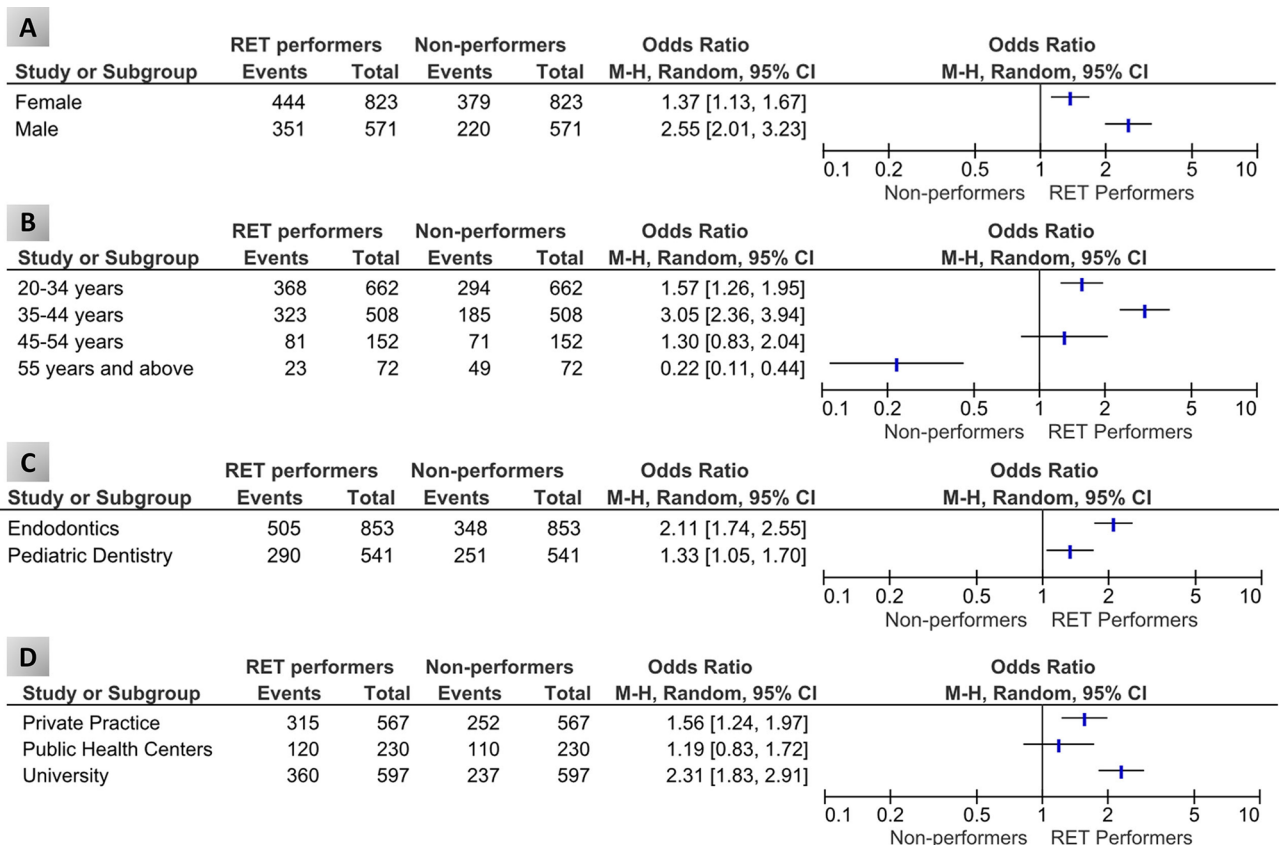 A
RET performers Non-performers Odds Ratio Odds Ratio
Study or Subgroup Events Total Events Total M-H, Random, 95% CI M-H, Random, 95% CI
Female 444 823 379 823 1.37 [1.13, 1.67]
Male 351 571 220 571 2.55 [2.01, 3.23]
0.1 0.2 0.5 1 2 5 10
Non-performers RET Performers
B
RET performers Non-performers Odds Ratio Odds Ratio
Study or Subgroup Events Total Events Total M-H, Random, 95% CI M-H, Random, 95% CI
20-34 years 368 662 294 662 1.57 [1.26, 1.95]
35-44 years 323 508 185 508 3.05 [2.36, 3.94]
45-54 years 81 152 71 152 1.30 [0.83, 2.04]
55 years and above 23 72 49 72 0.22 [0.11, 0.44]
0.1 0.2 0.5 1 2 5 10
Non-performers RET Performers
C
RET performers Non-performers Odds Ratio Odds Ratio
Study or Subgroup Events Total Events Total M-H, Random, 95% CI M-H, Random, 95% CI
Endodontics 505 853 348 853 2.11 [1.74, 2.55]
Pediatric Dentistry 290 541 251 541 1.33 [1.05, 1.70]
0.1 0.2 0.5 1 2 5 10
Non-performers RET Performers
D
RET performers Non-performers Odds Ratio Odds Ratio
Study or Subgroup Events Total Events Total M-H, Random, 95% CI M-H, Random, 95% CI
Private Practice 315 567 252 567 1.56 [1.24, 1.97]
Public Health Centers 120 230 110 230 1.19 [0.83, 1.72]
University 360 597 237 597 2.31 [1.83, 2.91]
0.1 0.2 0.5 1 2 5 10
Non-performers RET Performers